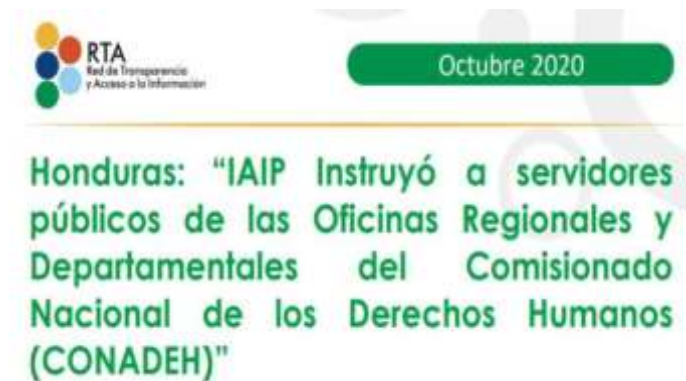 RTA
Red de Transparencia
y Acceso a la Información
Octubre 2020
Honduras: “IAIP Instruyó a servidores
públicos de las Oficinas Regionales y
Departamentales del Comisionado
Nacional de los Derechos Humanos
(CONADEH)”